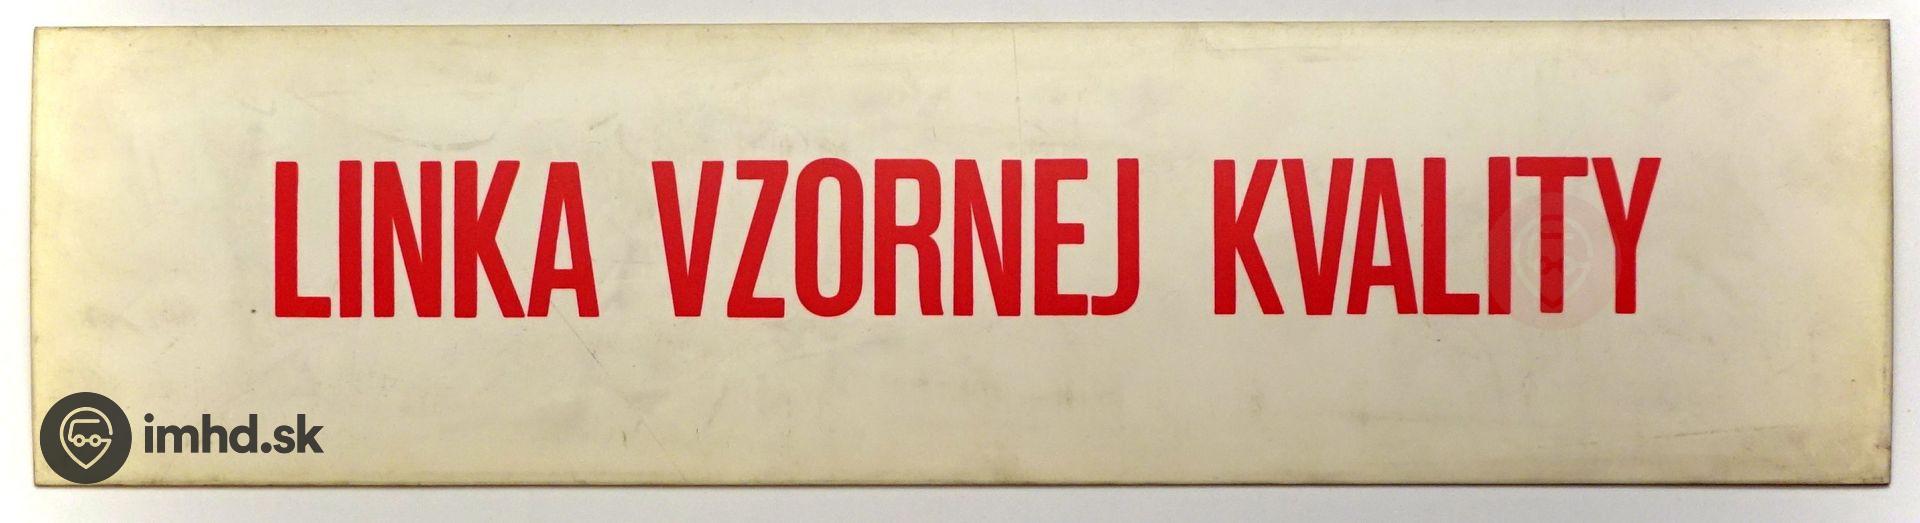 LINKA VZORNEJ KVALITY
imhd.sk